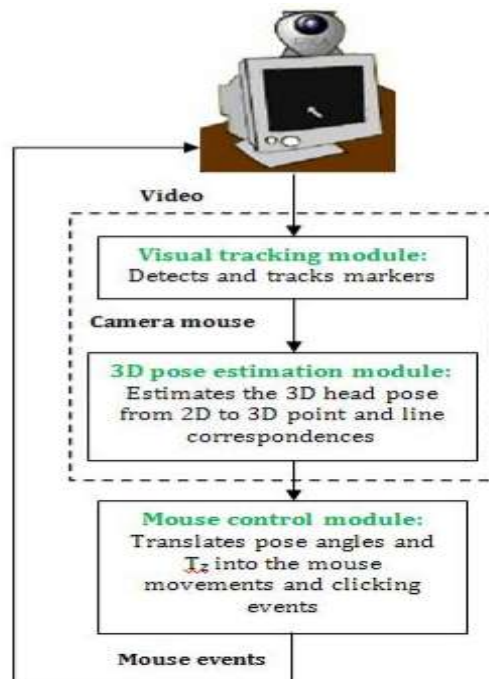 Video
Visual tracking module:
Detects and tracks markers
Camera mouse
3D pose estimation module:
Estimates the 3D head pose
from 2D to 3D point and line
correspondences
Mouse control module:
Translates pose angles and
Tz into the mouse
movements and clicking
events
Mouse events